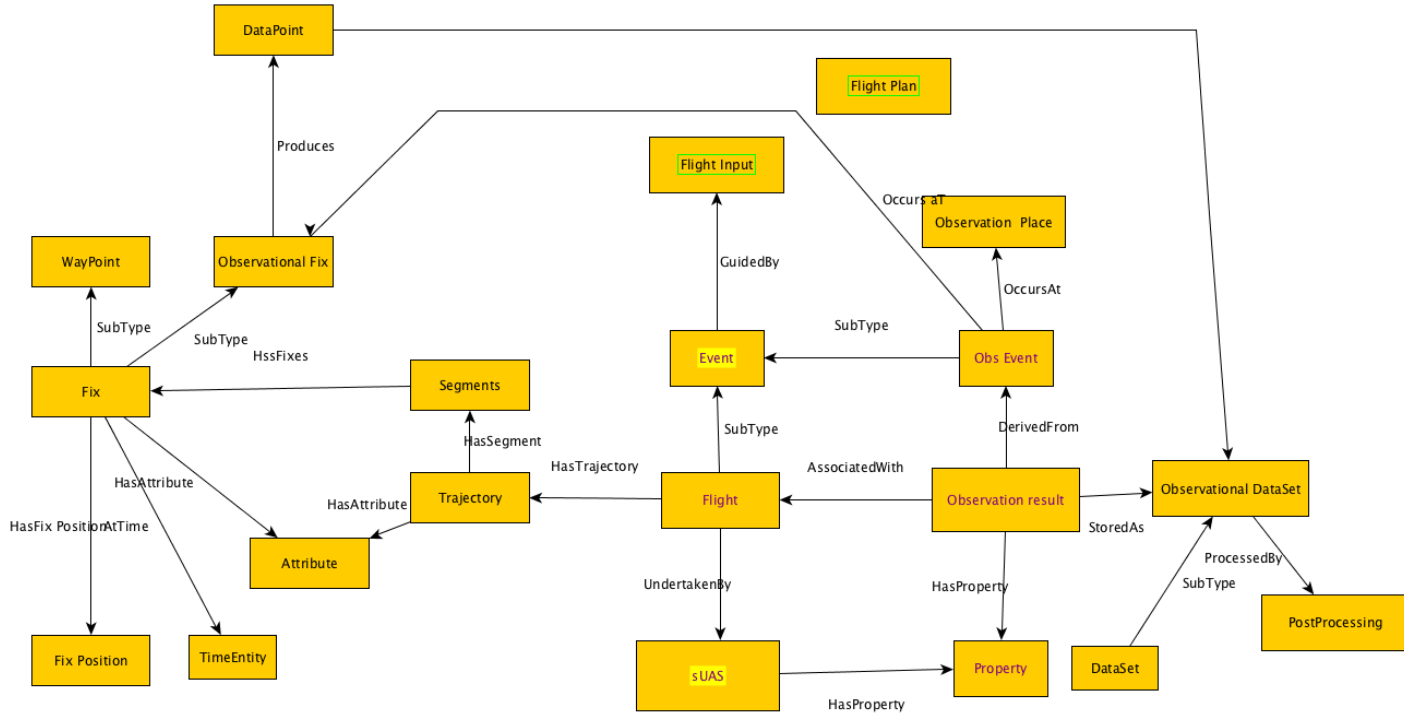 DataPoint
Flight Plan
Produces
Flight Input
Occurs aT
Observation  Place
WayPoint
Observational Fix
GuidedBy
OccursAt
SubType
SubType
SubType
HssFixes
Event
Obs Event
Fix
Segments
SubType
DerivedFrom
HasSegment
HasTrajectory
AssociatedWith
HasAttribute
HasAttribute
Trajectory
Flight
Observation result
Observational DataSet
HasFix Position
AtTime
StoredAs
Attribute
ProcessedBy
UndertakenBy
HasProperty
SubType
PostProcessing
Fix Position
TimeEntity
sUAS
Property
DataSet
HasProperty